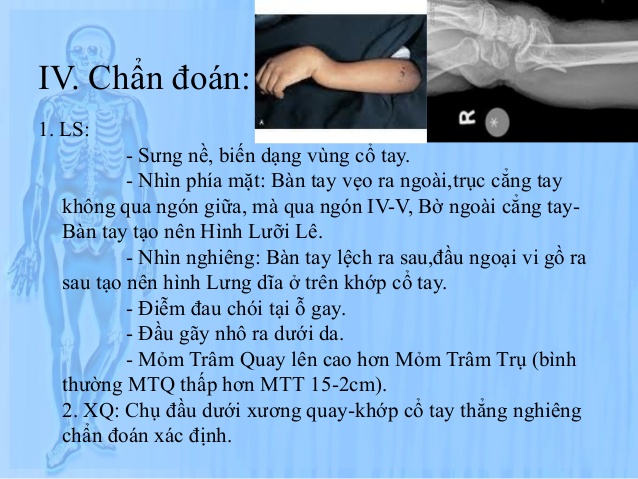 IV. Chẩn đoán:
A
R
*
1. LS:
- Sưng nề, biến dạng vùng cổ tay.
- Nhìn phía mặt: Bàn tay vẹo ra ngoài,trục cẳng tay
không qua ngón giữa, mà qua ngón IV-V, Bờ ngoài cẳng tay-
Bàn tay tạo nên Hình Lưỡi Lê.
- Nhìn nghiêng: Bàn tay lệch ra sau,đầu ngoại vi gồ ra
sau tạo nên hình Lưng dĩa ở trên khớp cổ tay.
- Điễm đau chói tại ỗ gay.
- Đầu gãy nhô ra dưới da.
- Mỏm Trâm Quay lên cao hơn Mỏm Trâm Trụ (bình
thường MTQ thấp hơn MTT 15-2cm).
2. XQ: Chụ đầu dưới xương quay-khớp cổ tay thẳng nghiêng
chẩn đoán xác định.